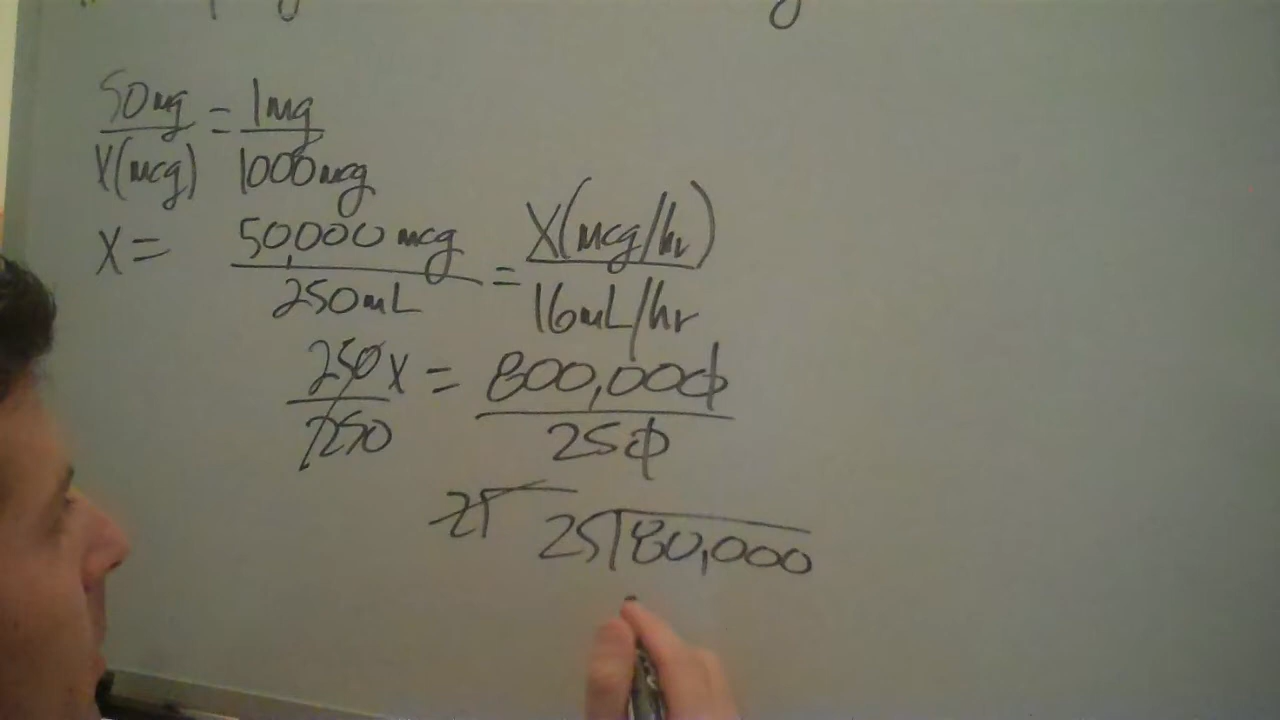 50mg = 1mg
X(mcg) 1000mcg
X = 50,000 mcg = X(mcg/hr)
250mL 16mL/hr
250x = 800,000
250 250
25 80,000